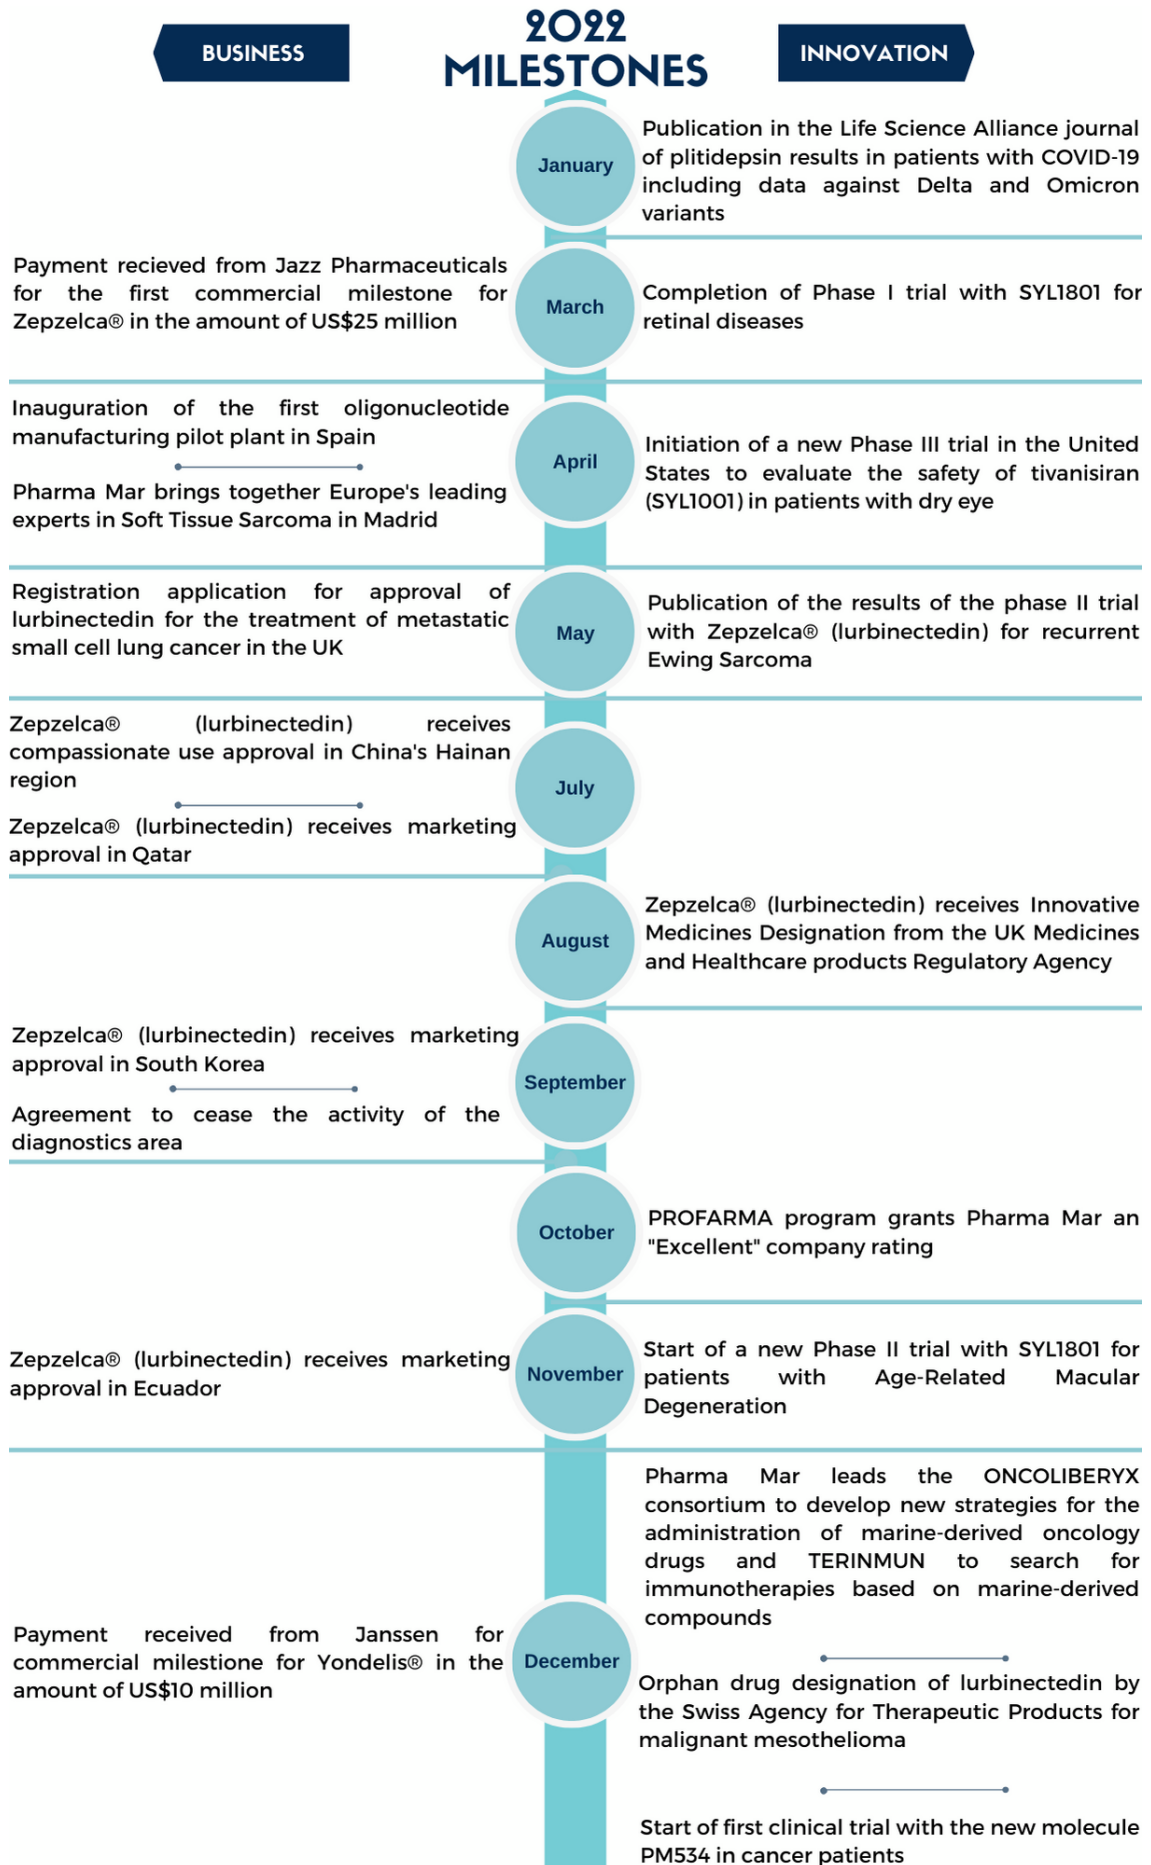 BUSINESS
2022
MILESTONES
INNOVATION
January
Publication in the Life Science Alliance journal
of plitidepsin results in patients with COVID-19
including data against Delta and Omicron
variants
Payment recieved from Jazz Pharmaceuticals
for the first commercial milestone for
Zepzelca® in the amount of US$25 million
March
Completion of Phase I trial with SYL1801 for
retinal diseases
Inauguration of the first oligonucleotide
manufacturing pilot plant in Spain
Pharma Mar brings together Europe's leading
experts in Soft Tissue Sarcoma in Madrid
April
Initiation of a new Phase III trial in the United
States to evaluate the safety of tivanisiran
(SYL1001) in patients with dry eye
Registration application for approval of
lurbinectedin for the treatment of metastatic
small cell lung cancer in the UK
May
Publication of the results of the phase II trial
with Zepzelca® (lurbinectedin) for recurrent
Ewing Sarcoma
Zepzelca® (lurbinectedin) receives
compassionate use approval in China's Hainan
region
Zepzelca® (lurbinectedin) receives marketing
approval in Qatar
July
August
Zepzelca® (lurbinectedin) receives Innovative
Medicines Designation from the UK Medicines
and Healthcare products Regulatory Agency
Zepzelca® (lurbinectedin) receives marketing
approval in South Korea
Agreement to cease the activity of the
diagnostics area
September
October
PROFARMA program grants Pharma Mar an
"Excellent" company rating
Zepzelca® (lurbinectedin) receives marketing
approval in Ecuador
November
Start of a new Phase II trial with SYL1801 for
patients with Age-Related Macular
Degeneration
Payment received from Janssen for
commercial milestione for Yondelis® in the
amount of US$10 million
December
Pharma Mar leads the ONCOLIBERYX
consortium to develop new strategies for the
administration of marine-derived oncology
drugs and TERINMUN to search for
immunotherapies based on marine-derived
compounds
Orphan drug designation of lurbinectedin by
the Swiss Agency for Therapeutic Products for
malignant mesothelioma
Start of first clinical trial with the new molecule
PM534 in cancer patients